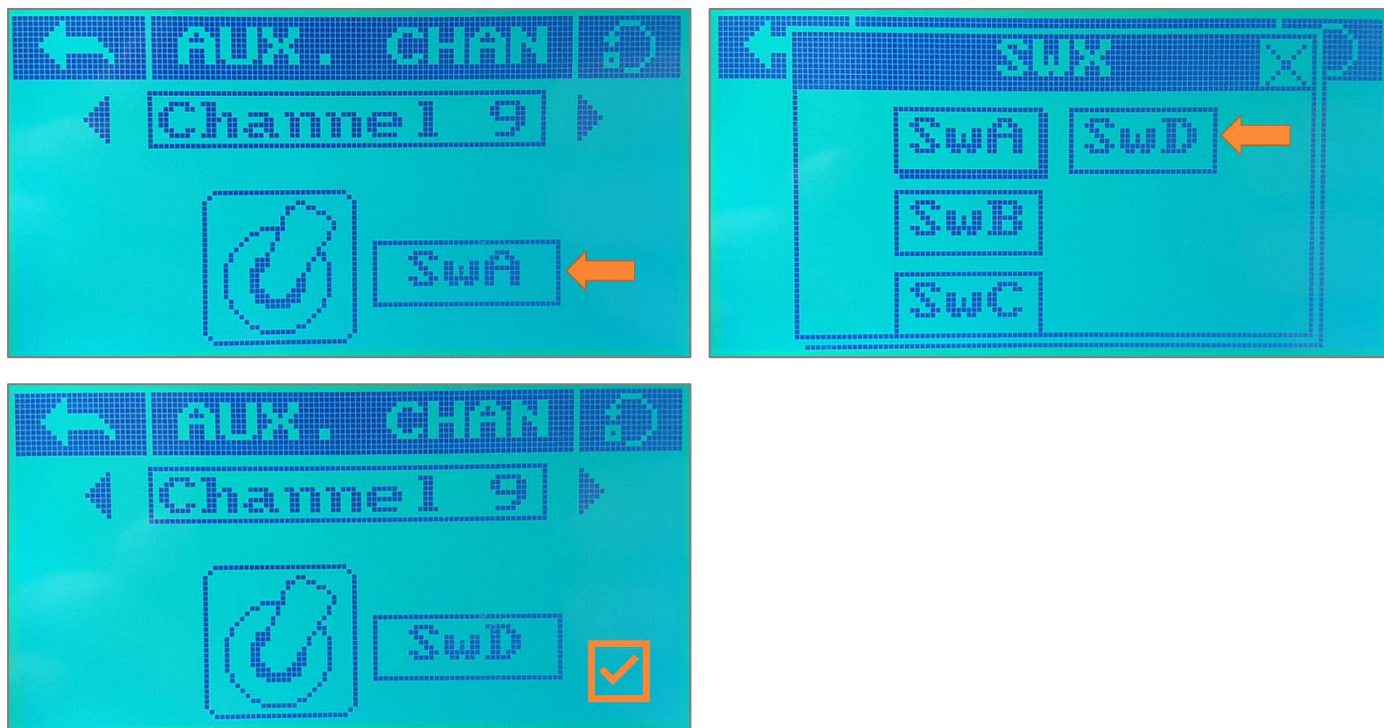 AUX. CHAN
Channel 9
SwA
SWX
SwA SwD
SwB
SwC
AUX. CHAN
Channel 9
SwD